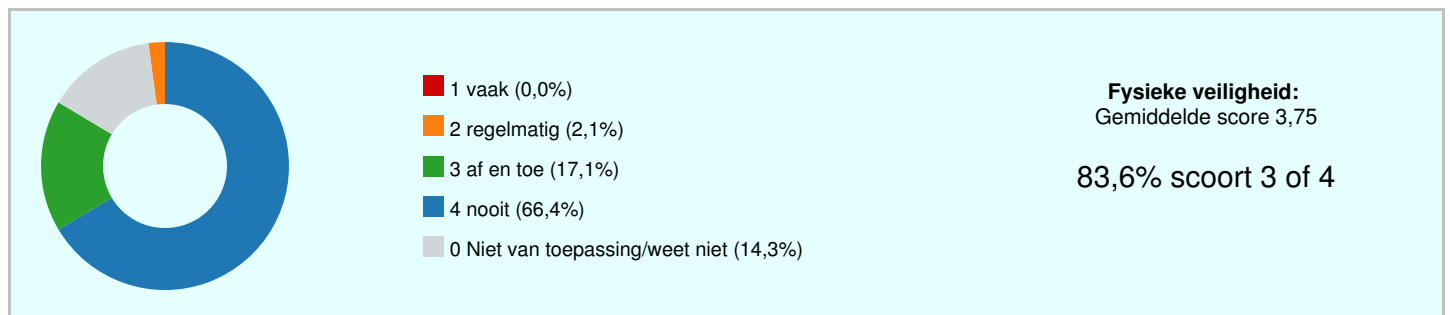 1 vaak (0,0%)
2 regelmatig (2,1%)
3 af en toe (17,1%)
4 nooit (66,4%)
0 Niet van toepassing/weet niet (14,3%)
Fysieke veiligheid:
Gemiddelde score 3,75
83,6% scoort 3 of 4